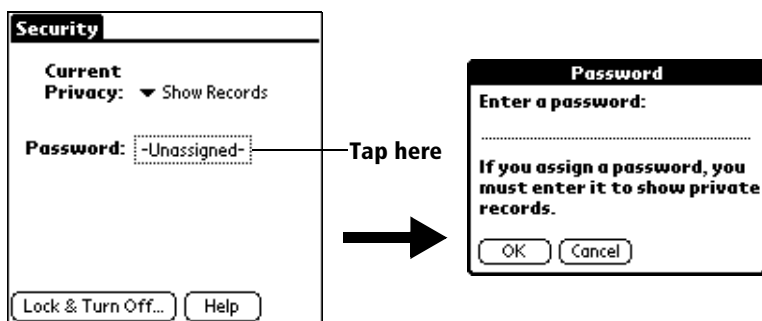 Security
Current
Privacy: Show Records
Password: -Unassigned-
Tap here
Lock & Turn Off... Help
Password
Enter a password:
If you assign a password, you
must enter it to show private
records.
OK Cancel